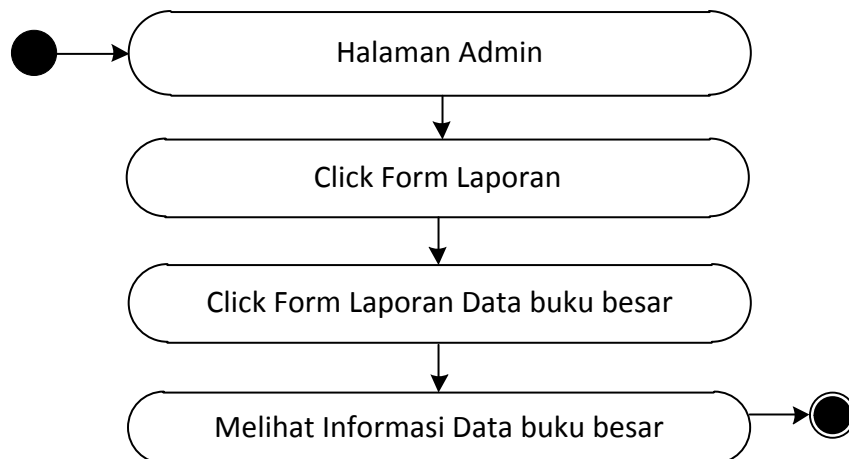 Halaman Admin
Click Form Laporan
Click Form Laporan Data buku besar
Melihat Informasi Data buku besar